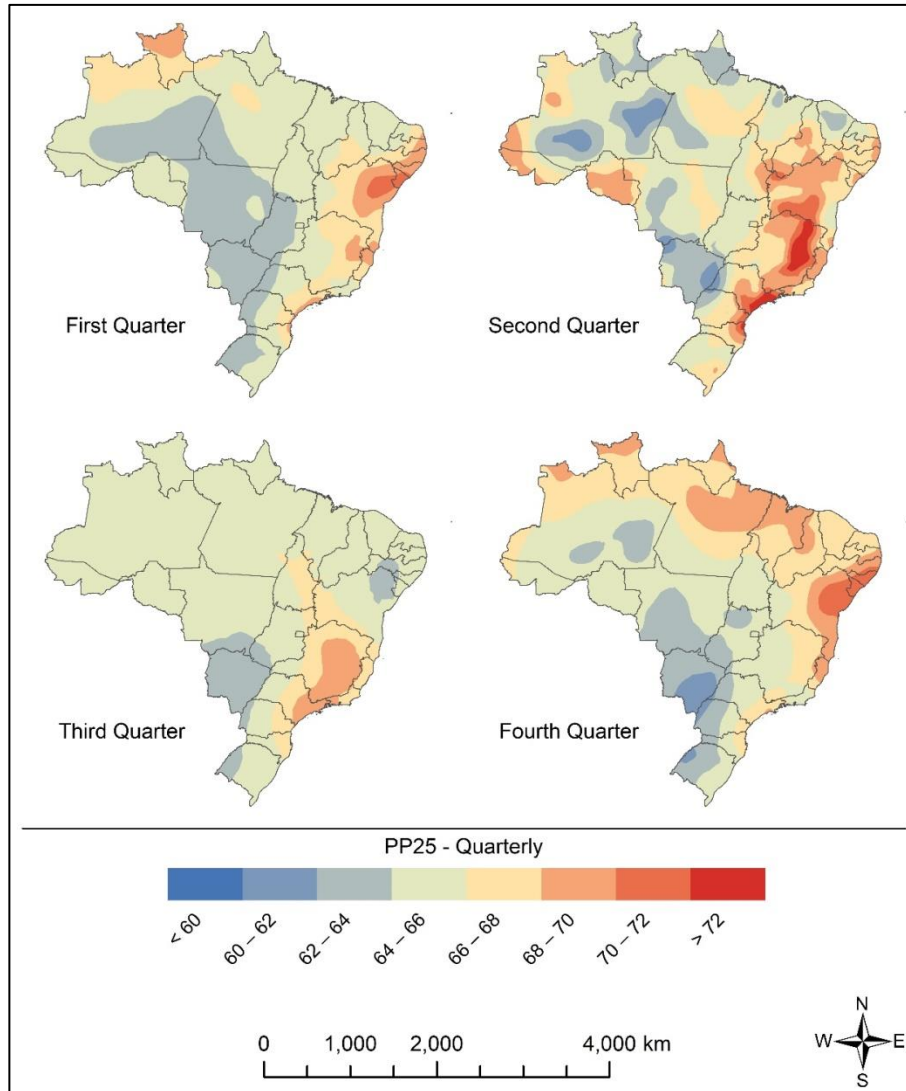 First Quarter
Second Quarter
Third Quarter
Fourth Quarter
PP25 - Quarterly
< 60
60 – 62
62 – 64
64 – 66
66 – 68
68 – 70
70 – 72
> 72
0 1,000 2,000 4,000 km
N
W E
S